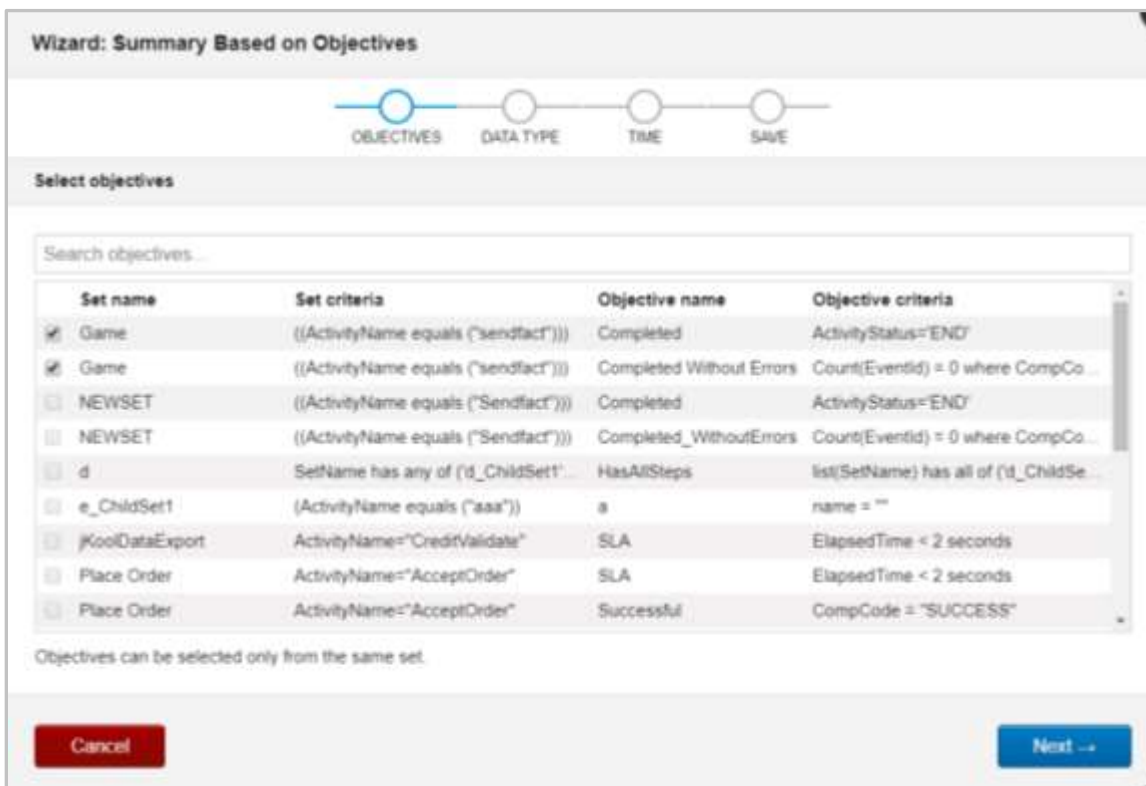 Wizard: Summary Based on Objectives
OBJECTIVES DATA TYPE TIME SAVE
Select objectives
Search objectives...
Set name Set criteria Objective name Objective criteria
Game ((ActivityName equals ("sendfact"))) Completed ActivityStatus='END'
Game ((ActivityName equals ("sendfact"))) Completed Without Errors Count(EventId) = 0 where CompCo...
NEWSET ((ActivityName equals ("Sendfact"))) Completed ActivityStatus='END'
NEWSET ((ActivityName equals ("Sendfact"))) Completed_WithoutErrors Count(EventId) = 0 where CompCo...
d SetName has any of ('d_ChildSet1'... HasAllSteps list(SetName) has all of ('d_ChildSe...
e_ChildSet1 (ActivityName equals ("aaa")) a name = ""
jKoolDataExport ActivityName="CreditValidate" SLA ElapsedTime < 2 seconds
Place Order ActivityName="AcceptOrder" SLA ElapsedTime < 2 seconds
Place Order ActivityName="AcceptOrder" Successful CompCode = "SUCCESS"
Objectives can be selected only from the same set.
Cancel Next →